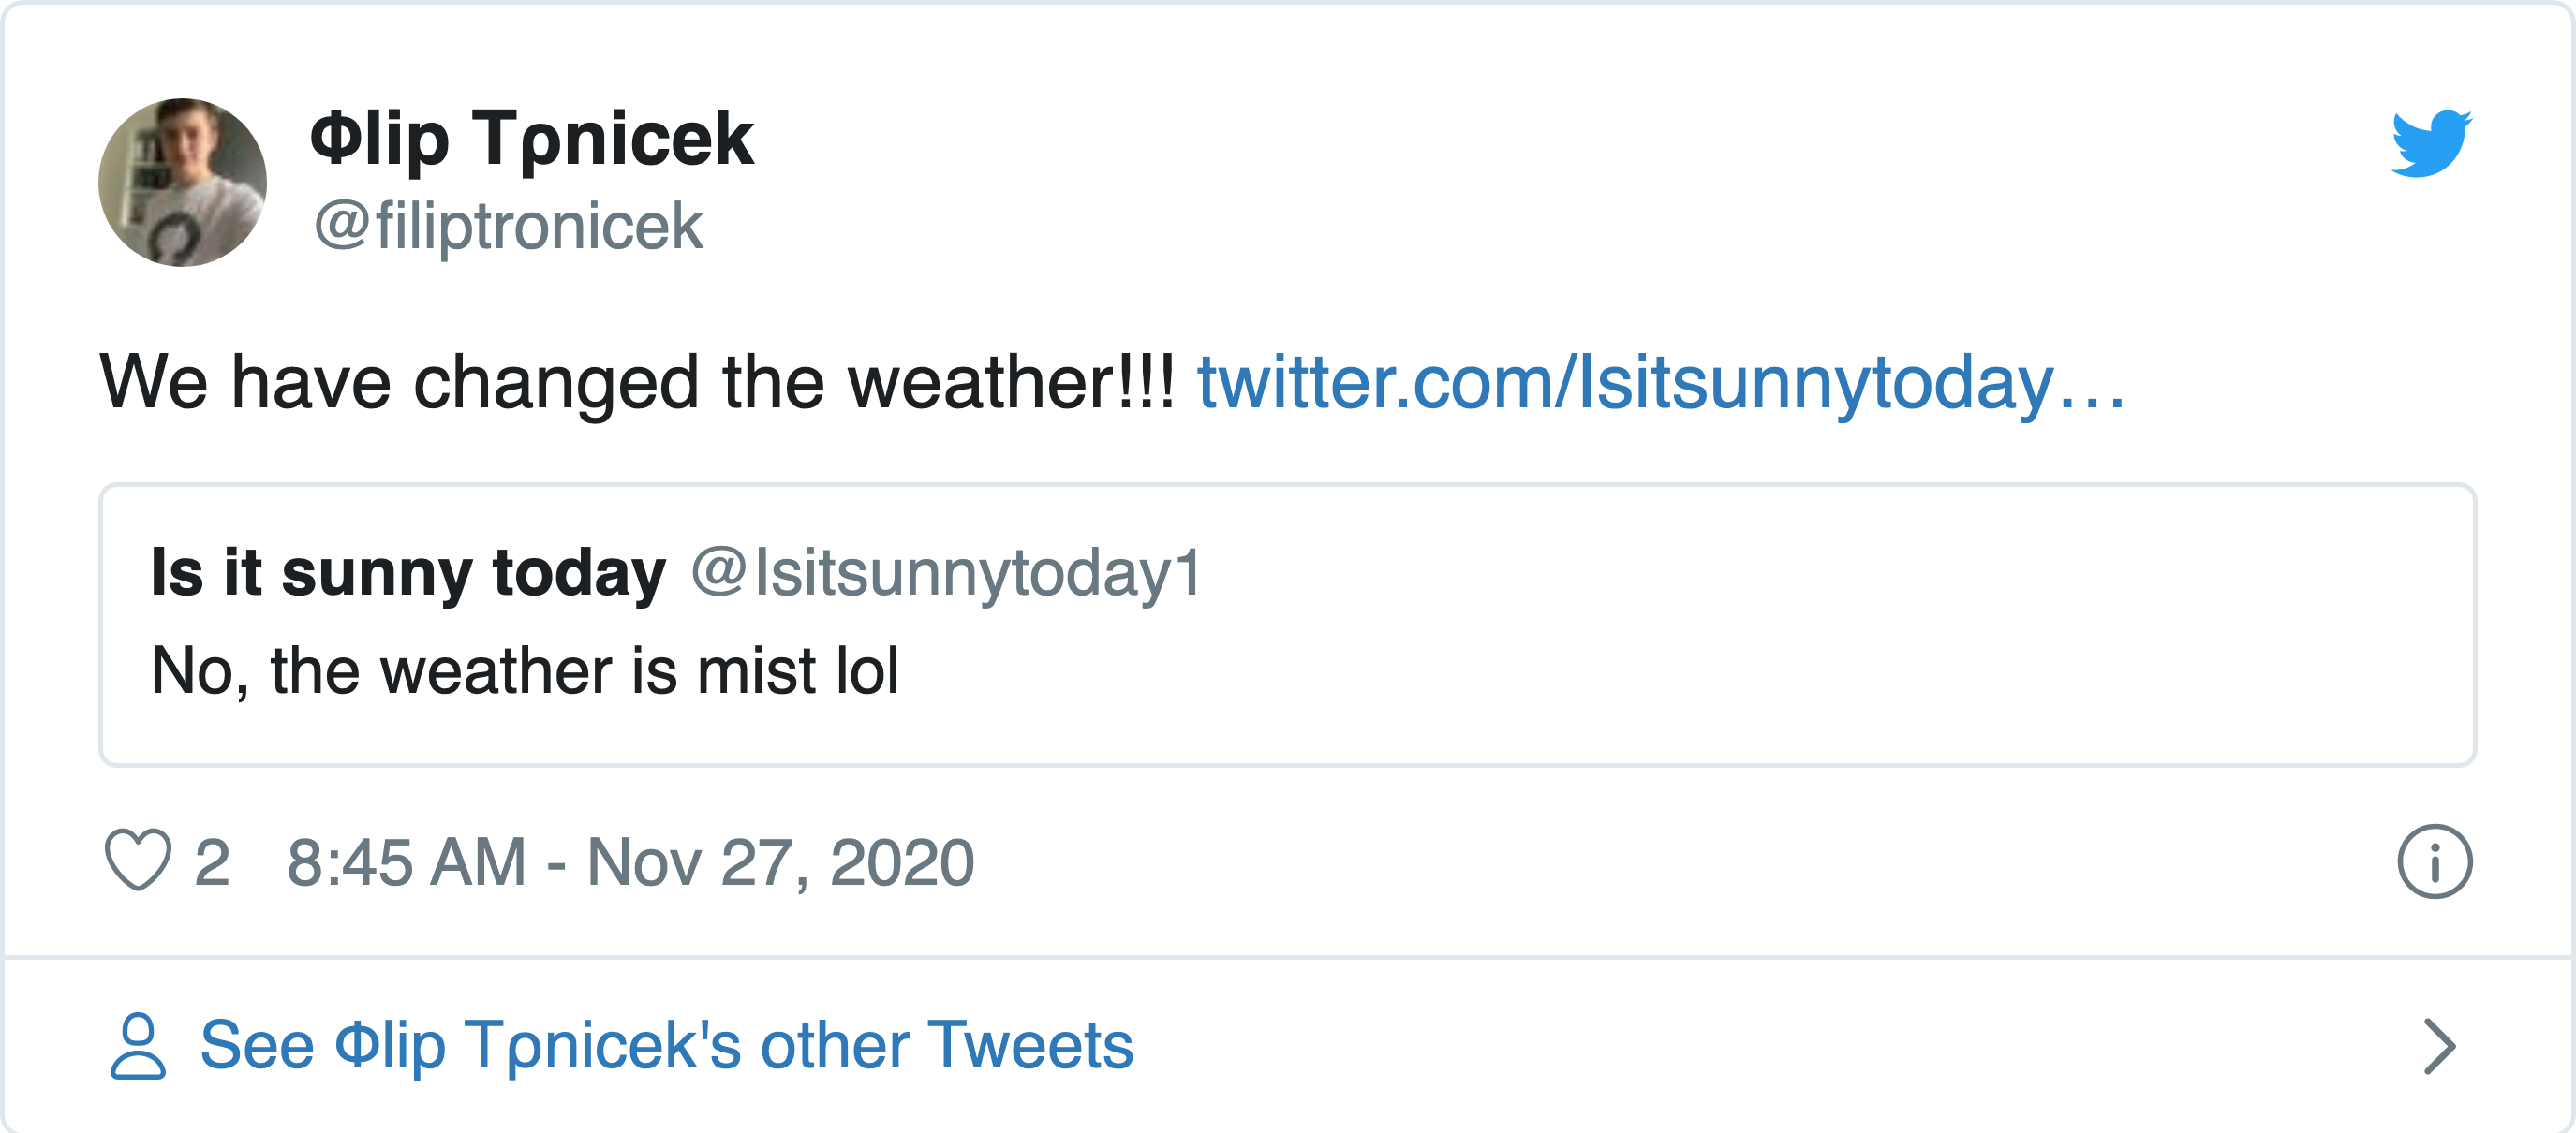 Φlip Tρnicek
@filiptronicek
We have changed the weather!!! twitter.com/Isitsunnytoday…
Is it sunny today @Isitsunnytoday1
No, the weather is mist lol
2 8:45 AM - Nov 27, 2020
See Φlip Tρnicek's other Tweets